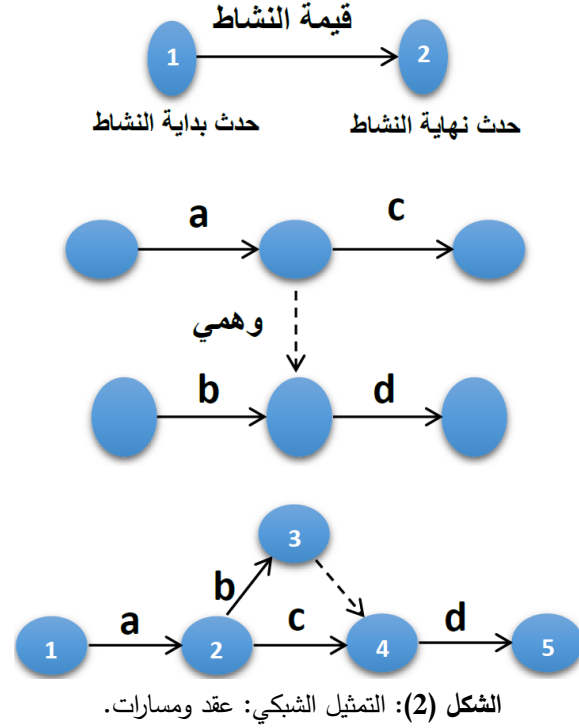 قيمة النشاط
1 2
حدث بداية النشاط حدث نهاية النشاط
a c
وهمي
b d
3
b
a c d
1 2 4 5
الشكل (2): التمثيل الشبكي: عقد ومسارات.